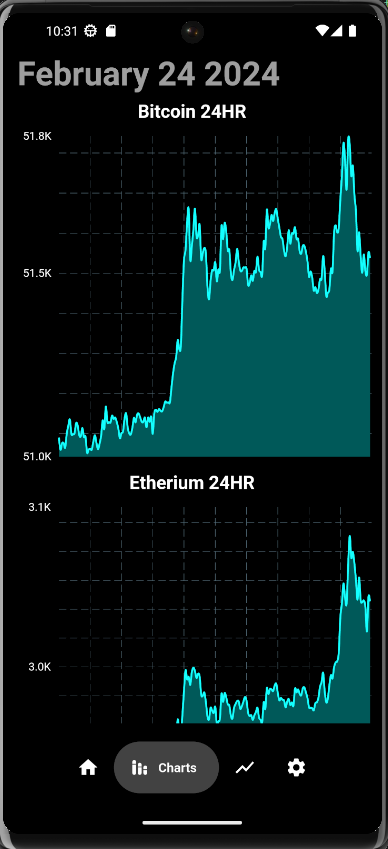 10:31
February 24 2024
Bitcoin 24HR
51.8K
51.5K
51.0K
Etherium 24HR
3.1K
3.0K
Charts